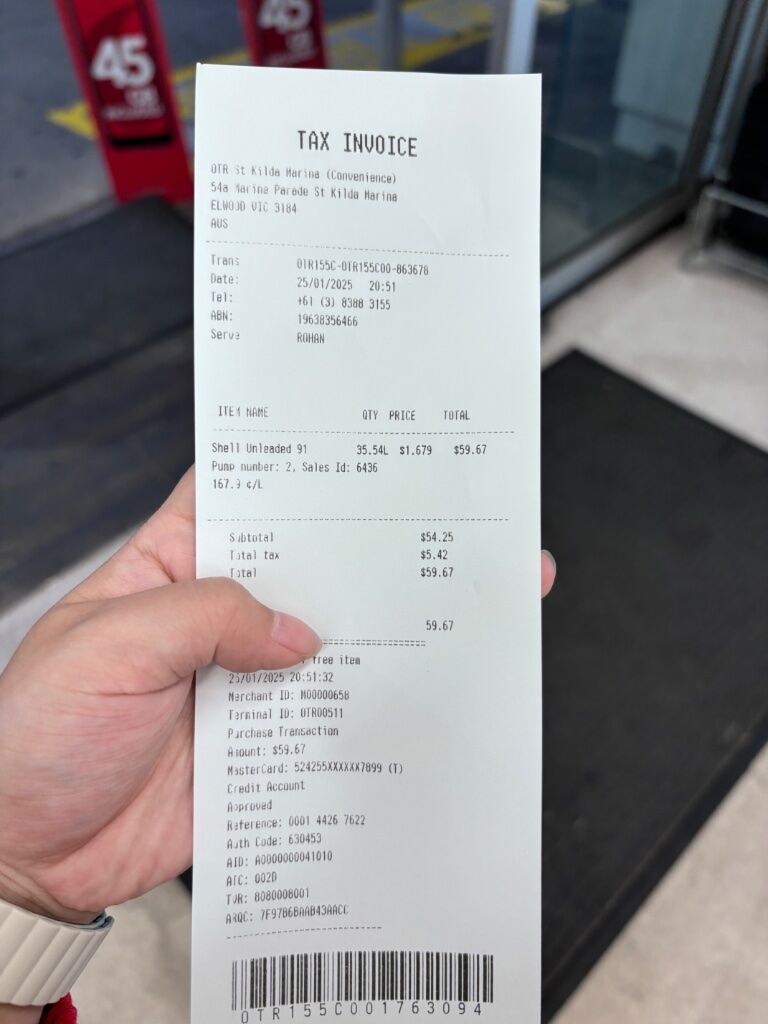 45
45
TAX INVOICE
OTR St Kilda Marina (Convenience)
54a Marine Parade St Kilda Marina
ELWOOD VIC 3184
AUS
Trans OTR155C-OTR155C00-863678
Date: 25/01/2025 20:51
Tel: +61 (3) 8388 3155
ABN: 19638356466
Serve ROHAN
ITEM NAME QTY PRICE TOTAL
Shell Unleaded 91 35.54L $1.679 $59.67
Pump number: 2, Sales Id: 6436
167.9 ¢/L
Subtotal $54.25
Total tax $5.42
Total $59.67
59.67
free item
25/01/2025 20:51:32
Merchant ID: M00000658
Terminal ID: OTR00511
Purchase Transaction
Amount: $59.67
MasterCard: 524255XXXXXX7899 (T)
Credit Account
Approved
Reference: 0001 4426 7622
Auth Code: 630453
AID: A0000000041010
ATC: 002D
TVR: 8080008001
ARQC: 7F97B6BAAB43AACC
OTR155C001763094